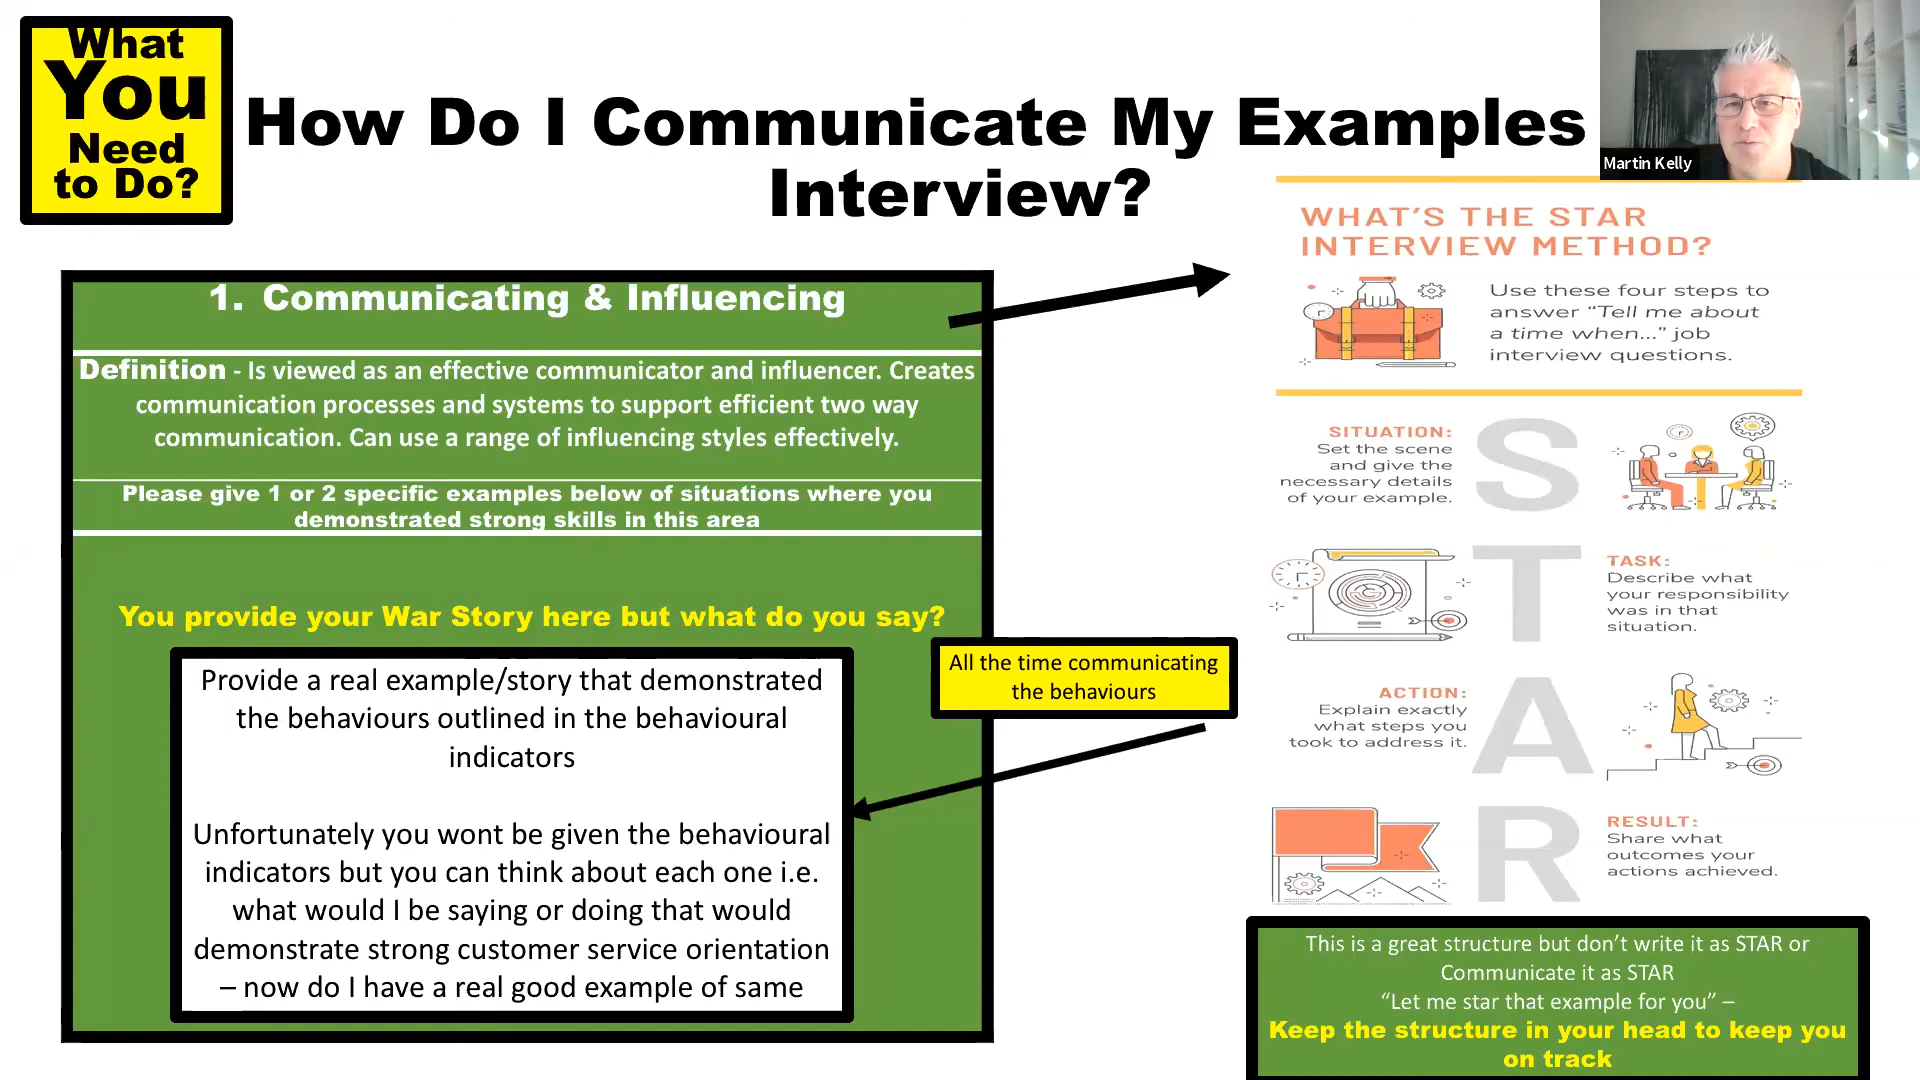 What
You
Need
to Do?
How Do I Communicate My Examples
Interview?
Martin Kelly
1. Communicating & Influencing
Definition - Is viewed as an effective communicator and influencer. Creates
communication processes and systems to support efficient two way
communication. Can use a range of influencing styles effectively.
Please give 1 or 2 specific examples below of situations where you
demonstrated strong skills in this area
You provide your War Story here but what do you say?
Provide a real example/story that demonstrated
the behaviours outlined in the behavioural
indicators
Unfortunately you wont be given the behavioural
indicators but you can think about each one i.e.
what would I be saying or doing that would
demonstrate strong customer service orientation
– now do I have a real good example of same
All the time communicating
the behaviours
WHAT'S THE STAR
INTERVIEW METHOD?
Use these four steps to
answer “Tell me about
a time when...” job
interview questions.
SITUATION:
Set the scene
and give the
necessary details
of your example.
S
T
TASK:
Describe what
your responsibility
was in that
situation.
ACTION:
Explain exactly
what steps you
took to address it.
A
R
RESULT:
Share what
outcomes your
actions achieved.
This is a great structure but don’t write it as STAR or
Communicate it as STAR
“Let me star that example for you” –
Keep the structure in your head to keep you
on track